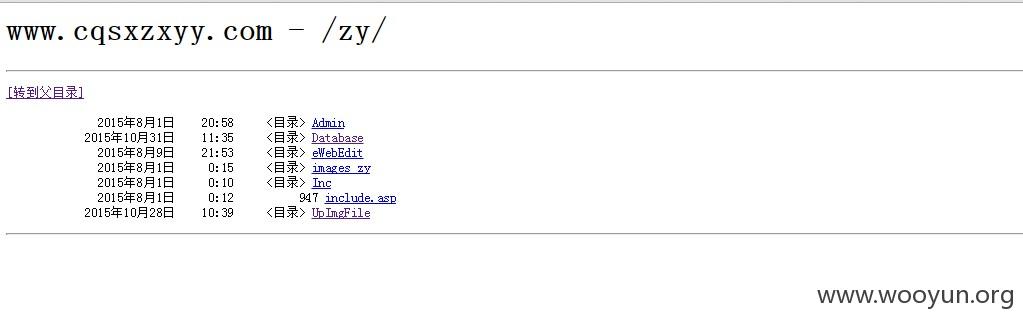 www.cqsxzxyy.com - /zy/
[转到父目录]
2015年8月1日 20:58 <目录> Admin
2015年10月31日 11:35 <目录> Database
2015年8月9日 21:53 <目录> eWebEdit
2015年8月1日 0:15 <目录> images_zy
2015年8月1日 0:10 <目录> Inc
2015年8月1日 0:12 947 include.asp
2015年10月28日 10:39 <目录> UpImgFile
www.wooyun.org